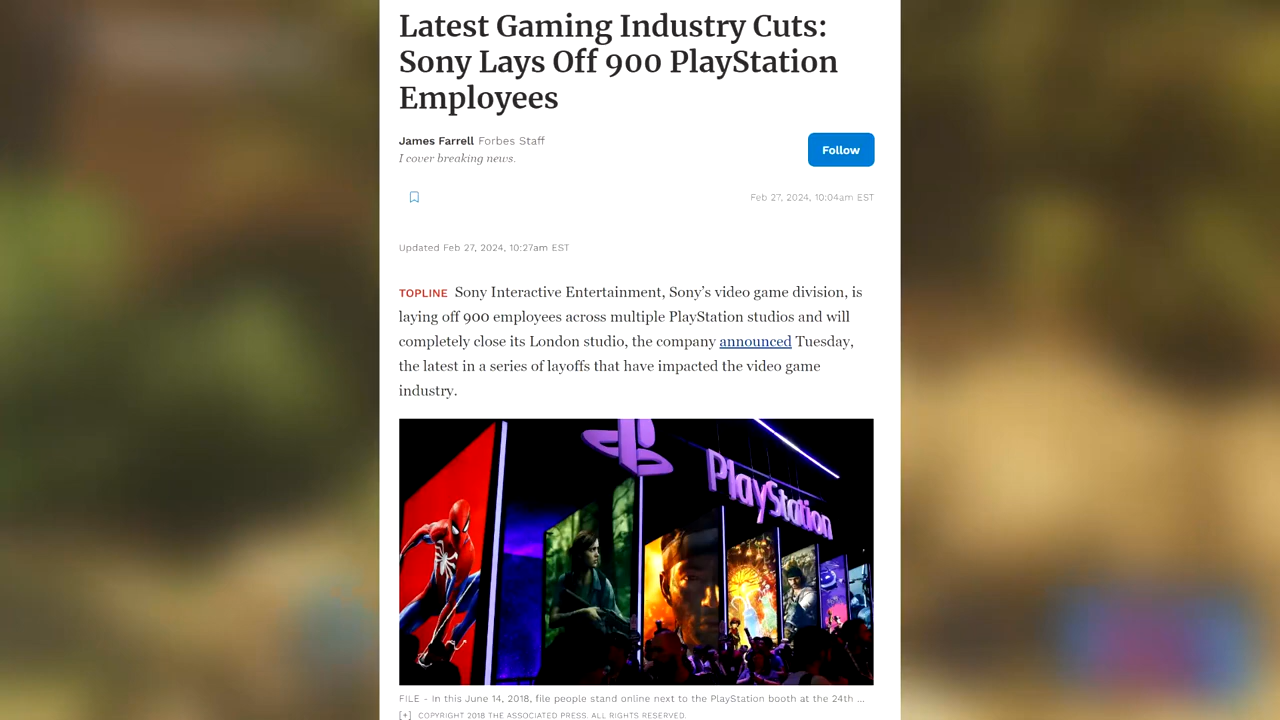 Latest Gaming Industry Cuts:
Sony Lays Off 900 PlayStation
Employees
James Farrell Forbes Staff
I cover breaking news.
Follow
Feb 27, 2024, 10:04am EST
Updated Feb 27, 2024, 10:27am EST
TOPLINE Sony Interactive Entertainment, Sony’s video game division, is
laying off 900 employees across multiple PlayStation studios and will
completely close its London studio, the company announced Tuesday,
the latest in a series of layoffs that have impacted the video game
industry.
PlayStation
FILE - In this June 14, 2018, file people stand online next to the PlayStation booth at the 24th ...
[+] COPYRIGHT 2018 THE ASSOCIATED PRESS. ALL RIGHTS RESERVED.